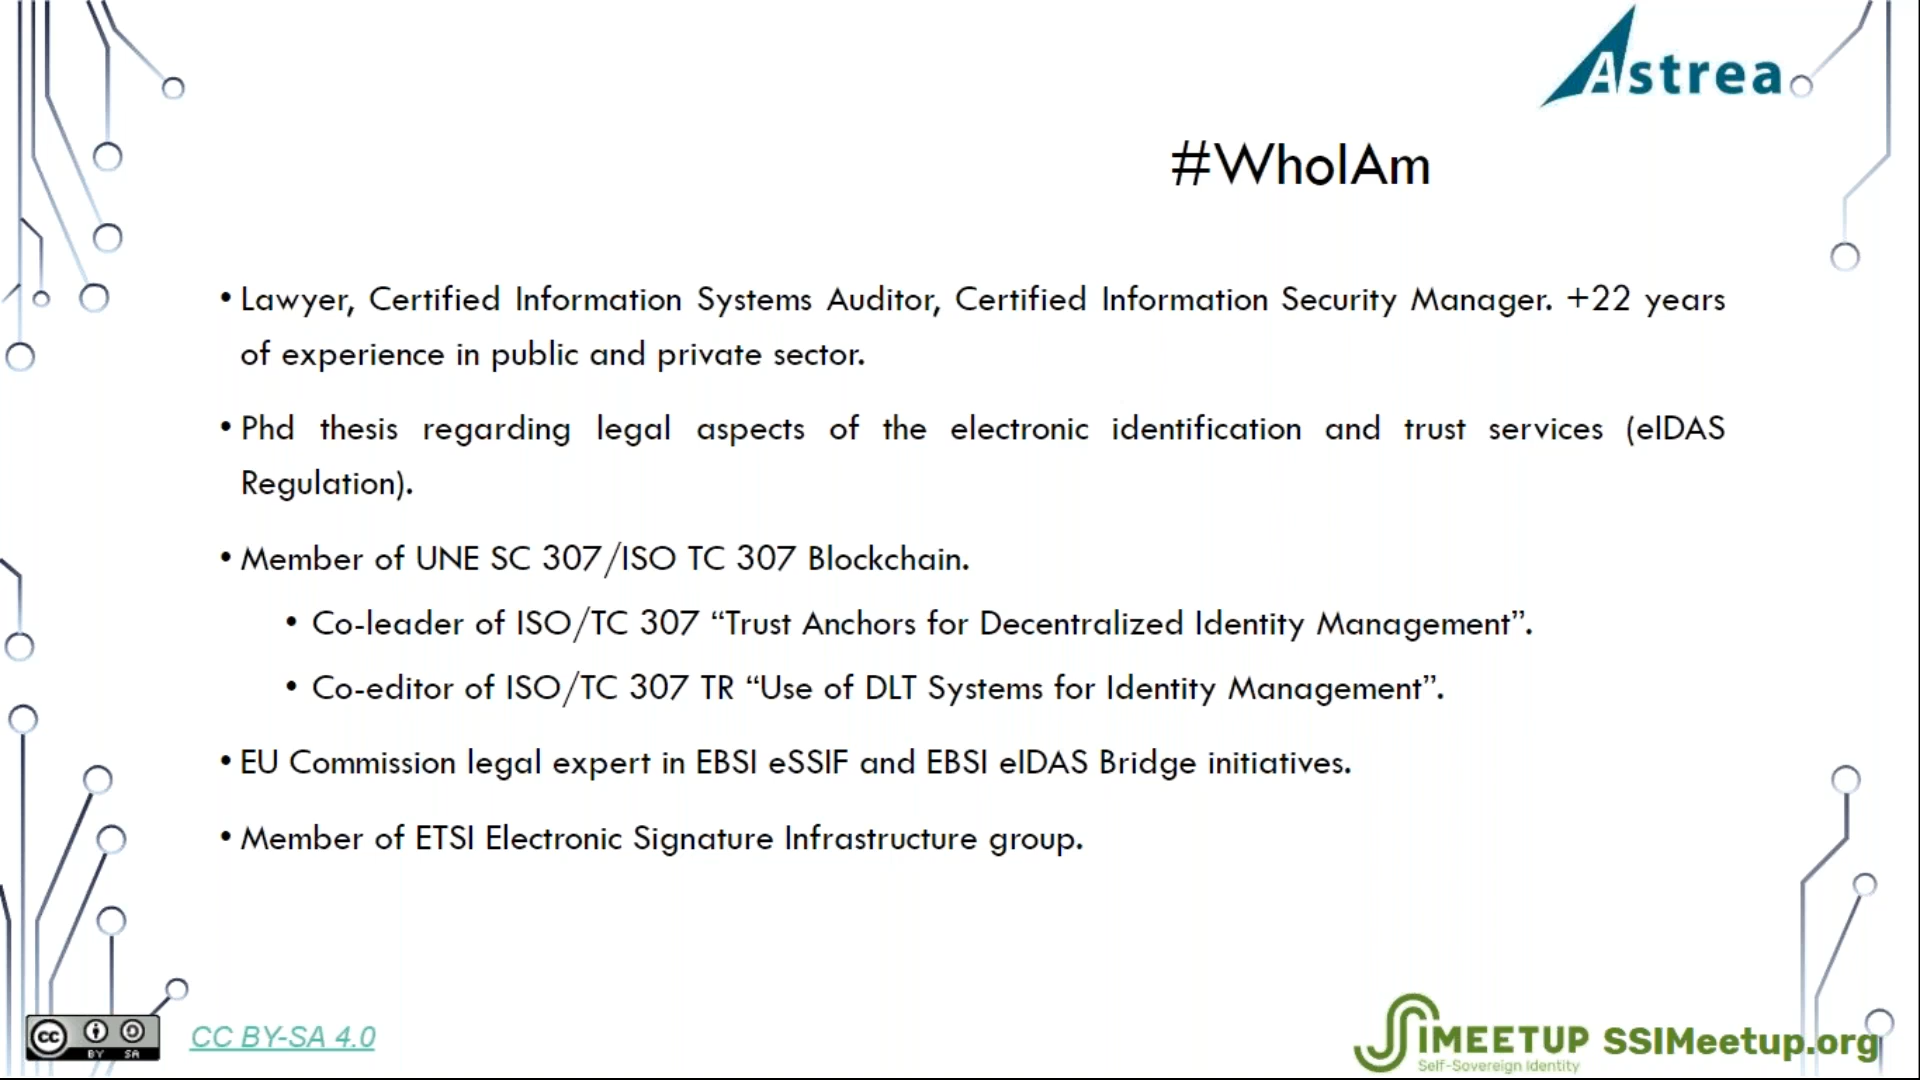 Astrea
#WhoIAm
• Lawyer, Certified Information Systems Auditor, Certified Information Security Manager. +22 years
of experience in public and private sector.
• Phd thesis regarding legal aspects of the electronic identification and trust services (eIDAS
Regulation).
• Member of UNE SC 307/ISO TC 307 Blockchain.
• Co-leader of ISO/TC 307 “Trust Anchors for Decentralized Identity Management”.
• Co-editor of ISO/TC 307 TR “Use of DLT Systems for Identity Management”.
• EU Commission legal expert in EBSI eSSIF and EBSI eIDAS Bridge initiatives.
• Member of ETSI Electronic Signature Infrastructure group.
cc BY SA
CC BY-SA 4.0
SSIMEETUP
Self-Sovereign Identity
SSIMeetup.org